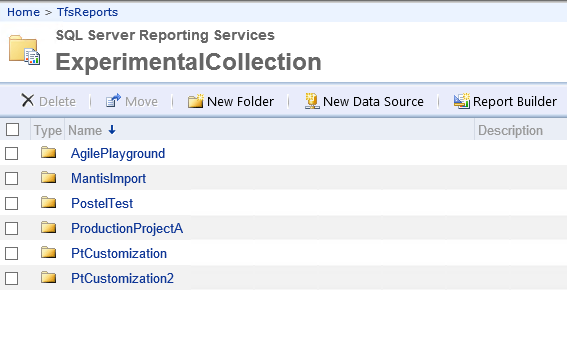 Home > TfsReports
SQL Server Reporting Services
ExperimentalCollection
Delete Move New Folder New Data Source Report Builder
Type Name Description
AgilePlayground
MantisImport
PostelTest
ProductionProjectA
PtCustomization
PtCustomization2